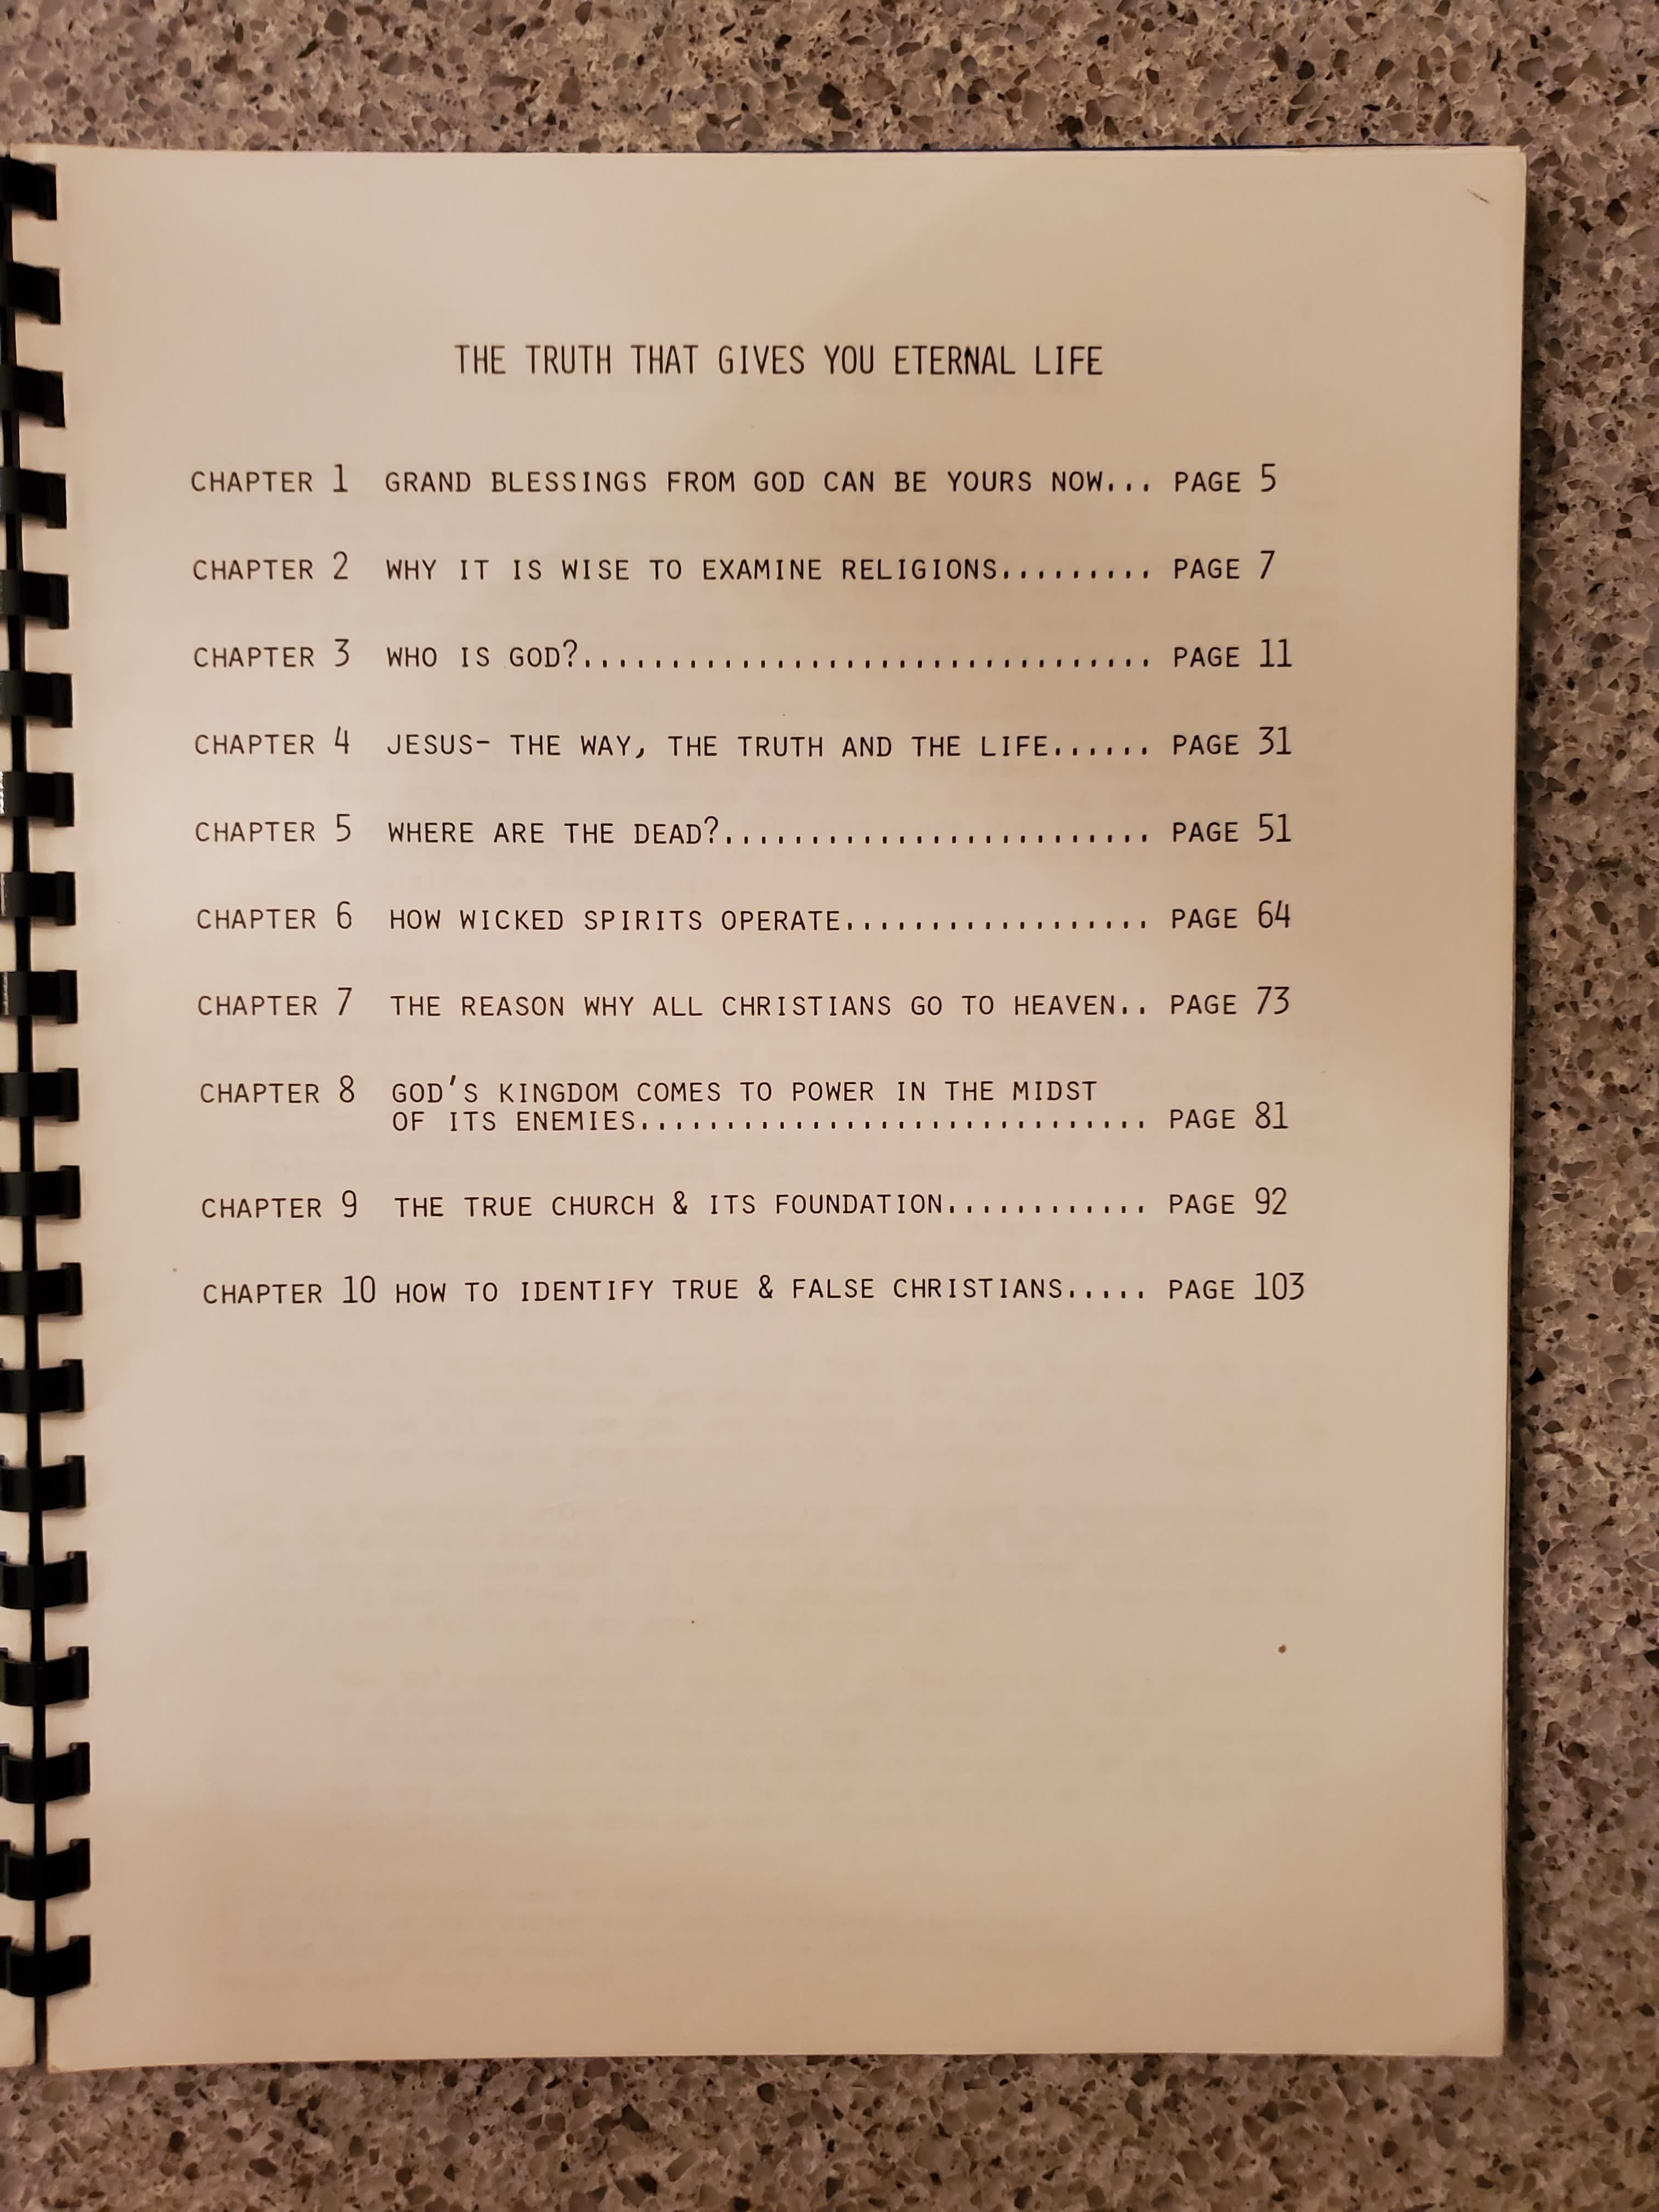 THE TRUTH THAT GIVES YOU ETERNAL LIFE
CHAPTER 1 GRAND BLESSINGS FROM GOD CAN BE YOURS NOW... PAGE 5
CHAPTER 2 WHY IT IS WISE TO EXAMINE RELIGIONS......... PAGE 7
CHAPTER 3 WHO IS GOD?................................. PAGE 11
CHAPTER 4 JESUS- THE WAY, THE TRUTH AND THE LIFE...... PAGE 31
CHAPTER 5 WHERE ARE THE DEAD?......................... PAGE 51
CHAPTER 6 HOW WICKED SPIRITS OPERATE.................. PAGE 64
CHAPTER 7 THE REASON WHY ALL CHRISTIANS GO TO HEAVEN.. PAGE 73
CHAPTER 8 GOD'S KINGDOM COMES TO POWER IN THE MIDST
OF ITS ENEMIES.............................. PAGE 81
CHAPTER 9 THE TRUE CHURCH & ITS FOUNDATION............ PAGE 92
CHAPTER 10 HOW TO IDENTIFY TRUE & FALSE CHRISTIANS..... PAGE 103